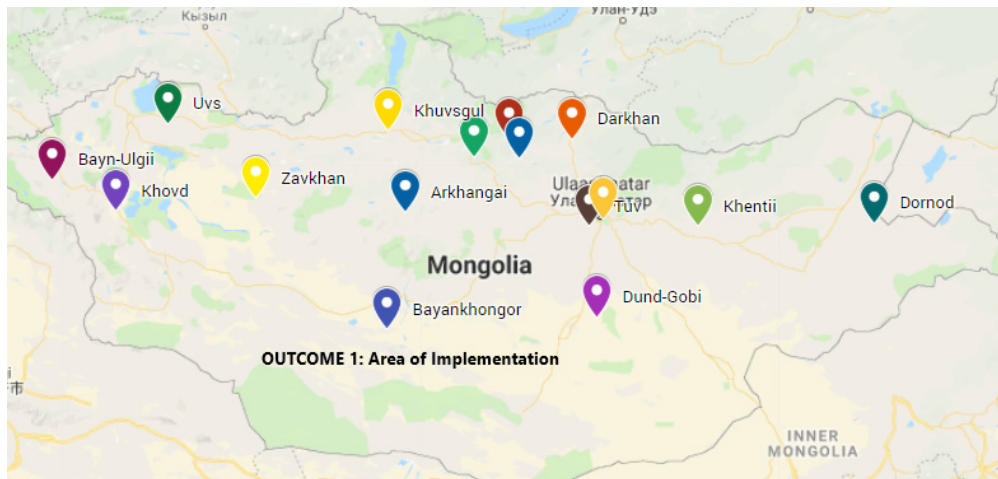 Кызыл
Улан-Удэ
Uvs
Khuvsgul
Darkhan
Bayn-Ulgii
Khovd
Zavkhan
Arkhangai
Tuv
Khentii
Dornod
Mongolia
Bayankhongor
Dund-Gobi
OUTCOME 1: Area of Implementation
市
INNER
MONGOLIA